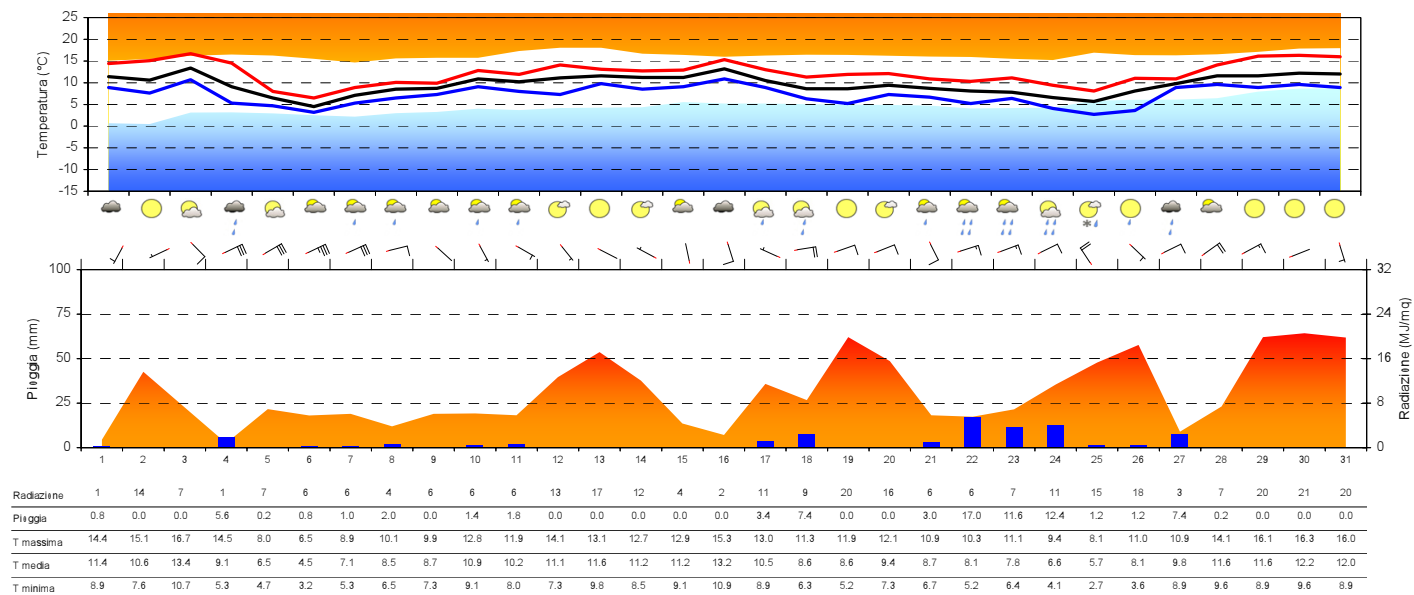 25
20
15
10
5
0
-5
-10
-15
Temperatura (°C)
100
75
50
25
0
Pioggia (mm)
32
24
16
8
0
Radiazione (MJ/mq)
1 2 3 4 5 6 7 8 9 10 11 12 13 14 15 16 17 18 19 20 21 22 23 24 25 26 27 28 29 30 31
Radiazione 1 14 7 1 7 6 6 4 6 6 6 13 17 12 4 2 11 9 20 16 6 6 7 11 15 18 3 7 20 21 20
Pioggia 0.8 0.0 0.0 5.6 0.2 0.8 1.0 2.0 0.0 1.4 1.8 0.0 0.0 0.0 0.0 0.0 3.4 7.4 0.0 0.0 3.0 17.0 11.6 12.4 1.2 1.2 7.4 0.2 0.0 0.0 0.0
T massima 14.4 15.1 16.7 14.5 8.0 6.5 8.9 10.1 9.9 12.8 11.9 14.1 13.1 12.7 12.9 15.3 13.0 11.3 11.9 12.1 10.9 10.3 11.1 9.4 8.1 11.0 10.9 14.1 16.1 16.3 16.0
T media 11.4 10.6 13.4 9.1 6.5 4.5 7.1 8.5 8.7 10.9 10.2 11.1 11.6 11.2 11.2 13.2 10.5 8.6 8.6 9.4 8.7 8.1 7.8 6.6 5.7 8.1 9.8 11.6 11.6 12.2 12.0
T minima 8.9 7.6 10.7 5.3 4.7 3.2 5.3 6.5 7.3 9.1 8.0 7.3 9.8 8.5 9.1 10.9 8.9 6.3 5.2 7.3 6.7 5.2 6.4 4.1 2.7 3.6 8.9 9.6 8.9 9.6 8.9